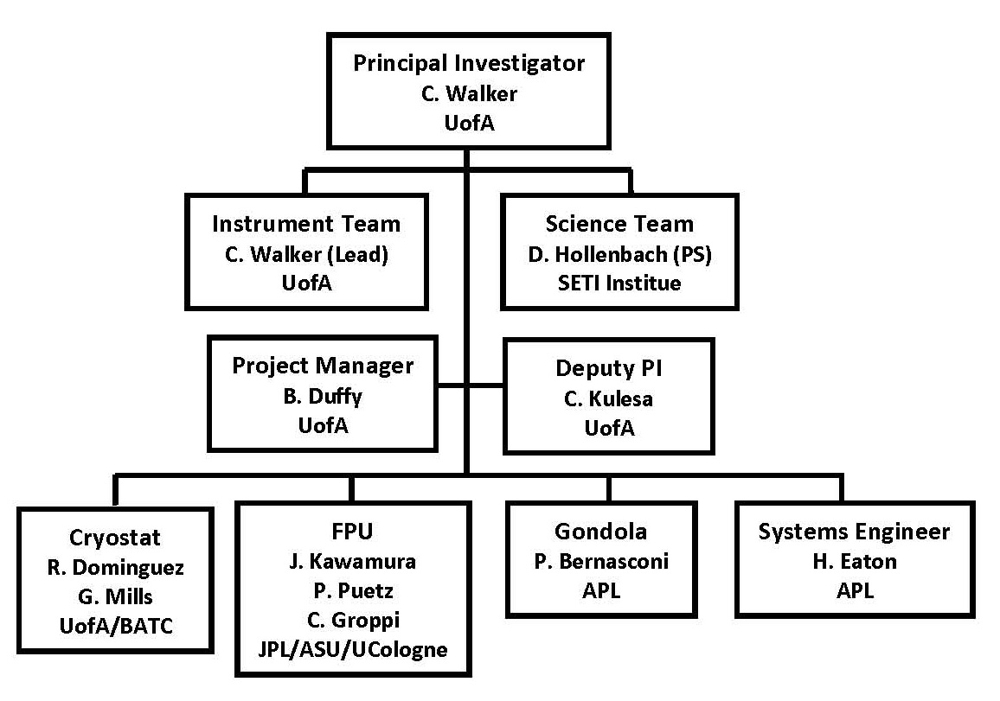 Principal Investigator
C. Walker
UofA
Instrument Team
C. Walker (Lead)
UofA
Science Team
D. Hollenbach (PS)
SETI Institue
Project Manager
B. Duffy
UofA
Deputy PI
C. Kulesa
UofA
Cryostat
R. Dominguez
G. Mills
UofA/BATC
FPU
J. Kawamura
P. Puetz
C. Groppi
JPL/ASU/UCologne
Gondola
P. Bernasconi
APL
Systems Engineer
H. Eaton
APL